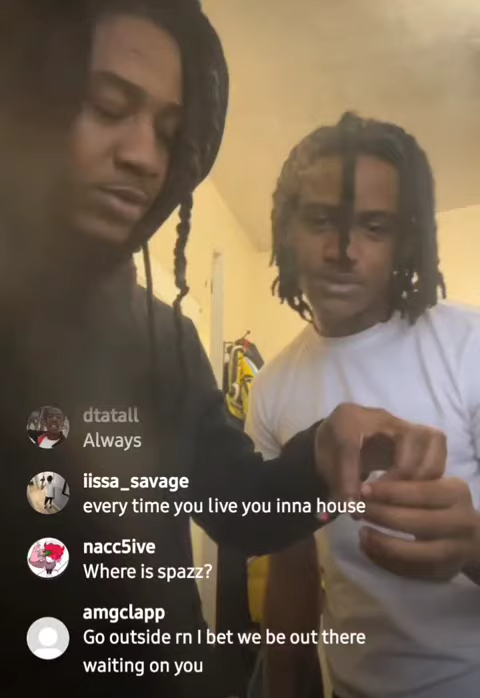 dtatall
Always
iissa_savage
every time you live you inna house
nacc5ive
Where is spazz?
amgclapp
Go outside rn I bet we be out there
waiting on you